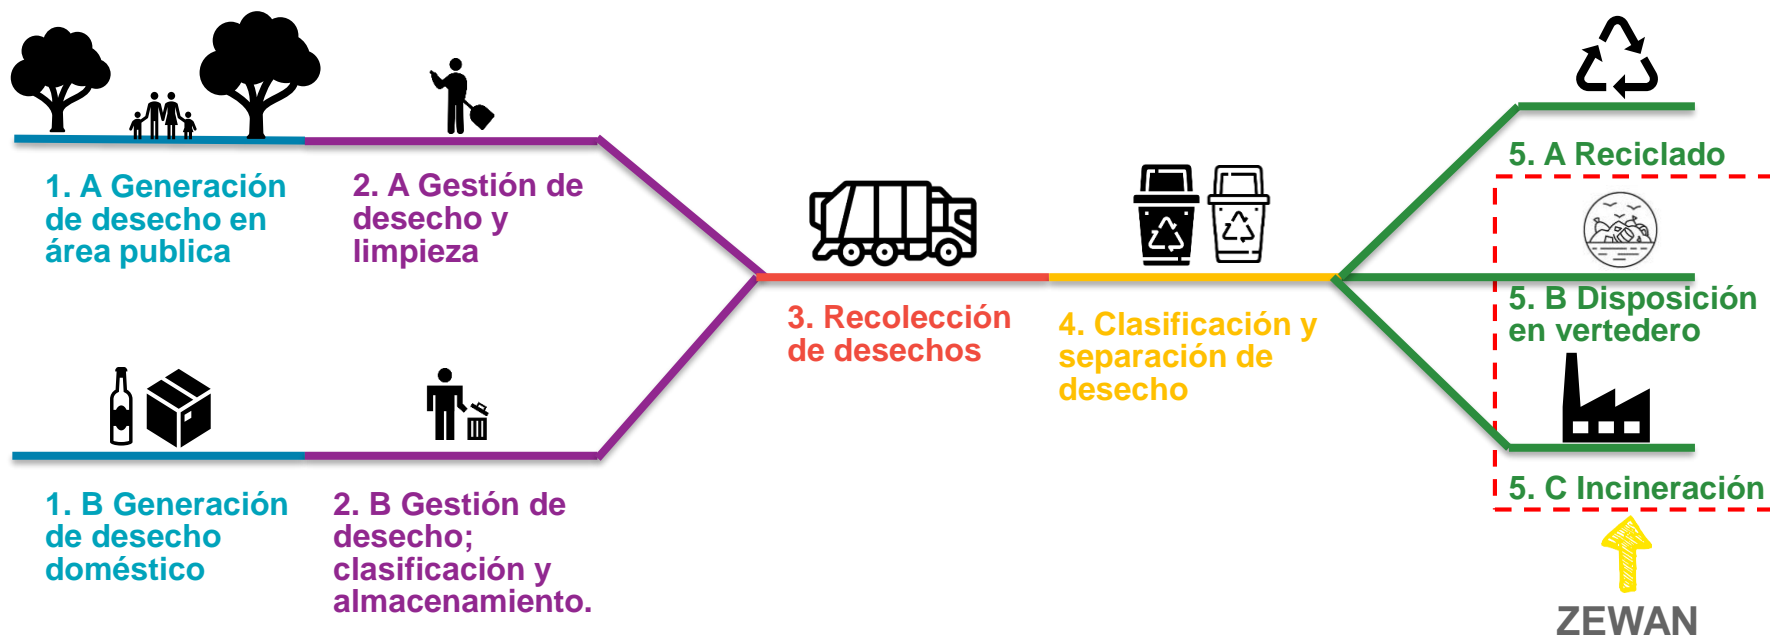 1. A Generación
de desecho en
área publica
2. A Gestión de
desecho y
limpieza
1. B Generación
de desecho
doméstico
2. B Gestión de
desecho;
clasificación y
almacenamiento.
3. Recolección
de desechos
4. Clasificación y
separación de
desecho
5. A Reciclado
5. B Disposición
en vertedero
5. C Incineración
ZEWAN